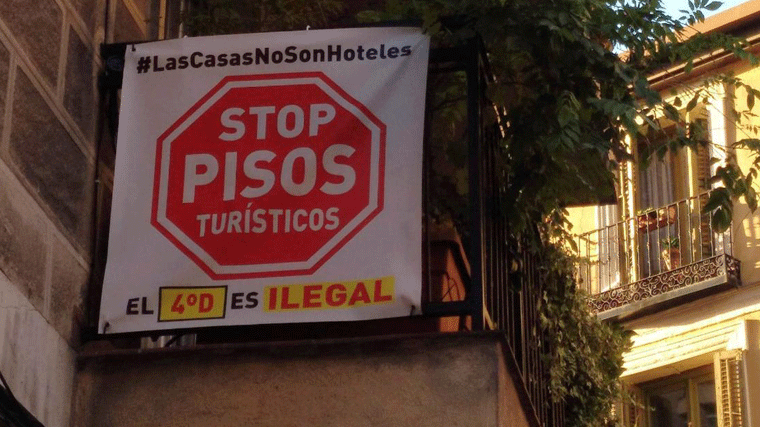 #LasCasasNoSonHoteles
STOP
PISOS
TURÍSTICOS
EL 4ºD ES ILEGAL